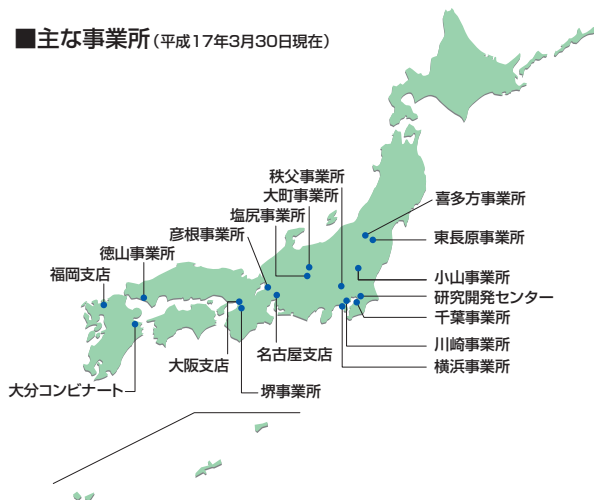 ■主な事業所(平成17年3月30日現在)
秩父事業所
大町事業所
塩尻事業所
彦根事業所
徳山事業所
福岡支店
喜多方事業所
東長原事業所
小山事業所
研究開発センター
千葉事業所
川崎事業所
横浜事業所
名古屋支店
大阪支店
堺事業所
大分コンビナート